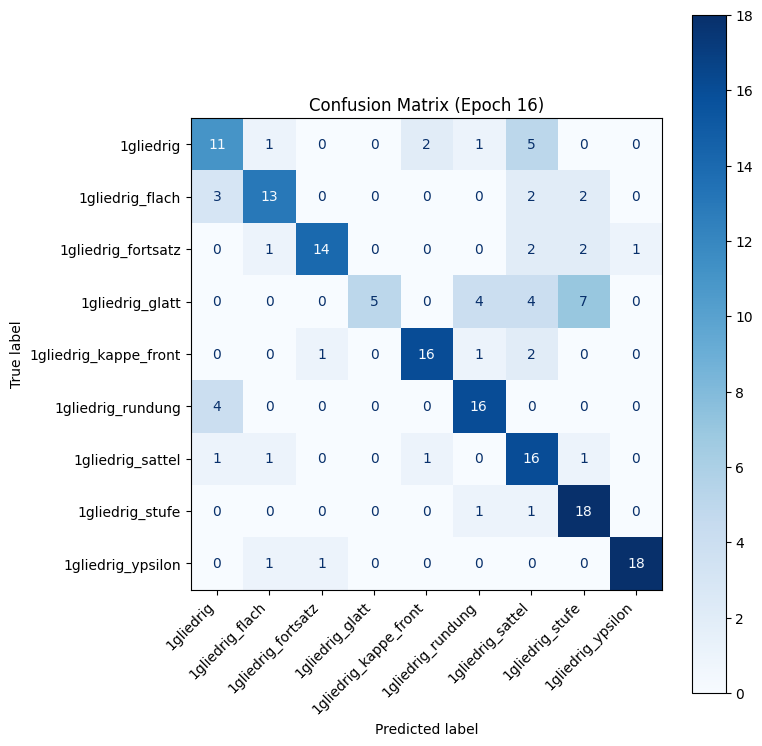 Confusion Matrix (Epoch 16)
True label
1gliedrig 11 1 0 0 2 1 5 0 0
1gliedrig_flach 3 13 0 0 0 0 2 2 0
1gliedrig_fortsatz 0 1 14 0 0 0 2 2 1
1gliedrig_glatt 0 0 0 5 0 4 4 7 0
1gliedrig_kappe_front 0 0 1 0 16 1 2 0 0
1gliedrig_rundung 4 0 0 0 0 16 0 0 0
1gliedrig_sattel 1 1 0 0 1 0 16 1 0
1gliedrig_stufe 0 0 0 0 0 1 1 18 0
1gliedrig_ypsilon 0 1 1 0 0 0 0 0 18
1gliedrig
1gliedrig_flach
1gliedrig_fortsatz
1gliedrig_glatt
1gliedrig_kappe_front
1gliedrig_rundung
1gliedrig_sattel
1gliedrig_stufe
1gliedrig_ypsilon
Predicted label
18
16
14
12
10
8
6
4
2
0